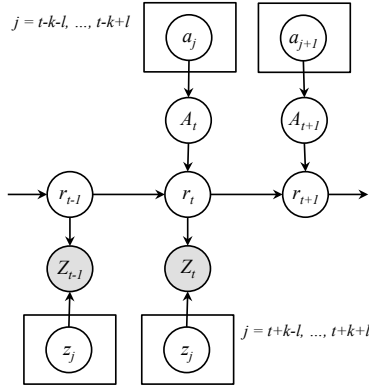 j = t-k-l, ..., t-k+l
a_j
a_{j+1}
A_t
A_{t+1}
r_{t-1}
r_t
r_{t+1}
Z_{t-1}
Z_t
j = t+k-l, ..., t+k+l
z_j
z_j